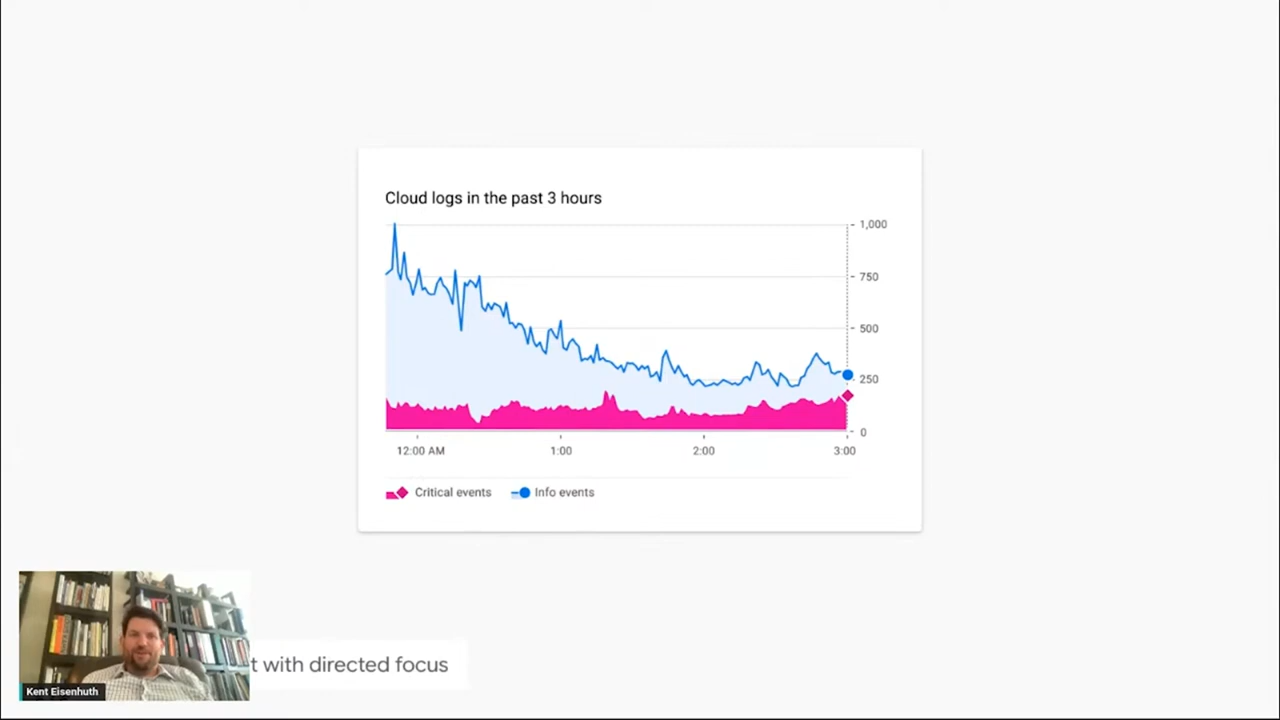 Cloud logs in the past 3 hours
1,000
750
500
250
0
12:00 AM 1:00 2:00 3:00
Critical events Info events
t with directed focus
Kent Eisenhuth